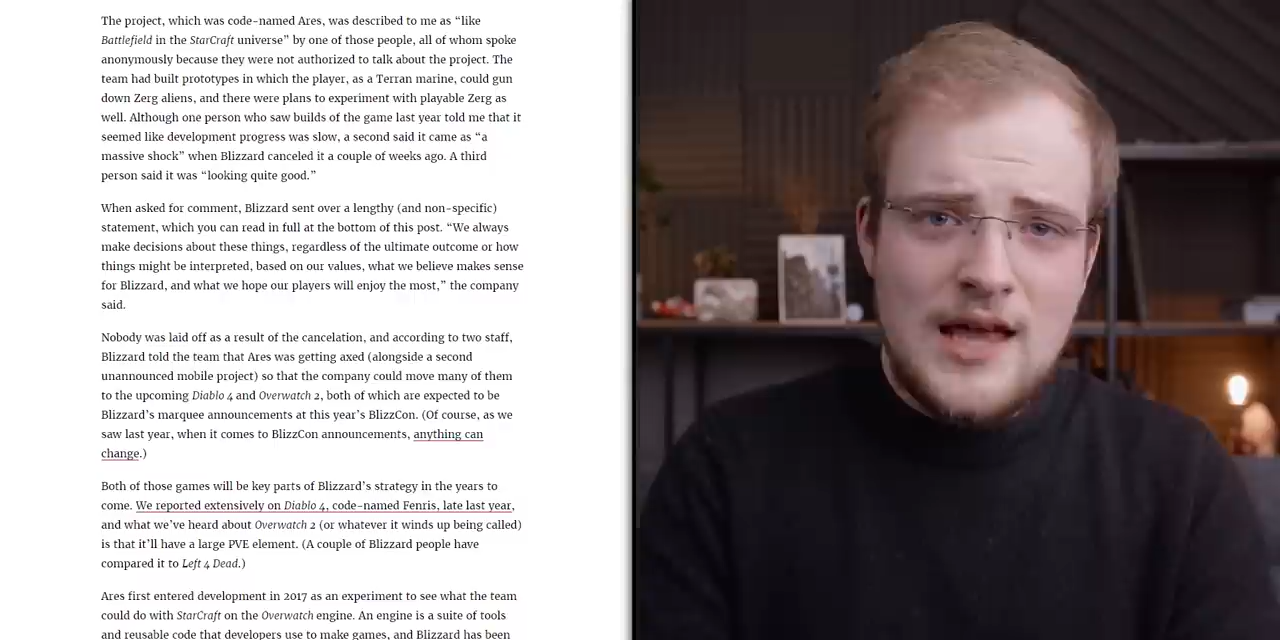 The project, which was code-named Ares, was described to me as “like
Battlefield in the StarCraft universe” by one of those people, all of whom spoke
anonymously because they were not authorized to talk about the project. The
team had built prototypes in which the player, as a Terran marine, could gun
down Zerg aliens, and there were plans to experiment with playable Zerg as
well. Although one person who saw builds of the game last year told me that it
seemed like development progress was slow, a second said it came as “a
massive shock” when Blizzard canceled it a couple of weeks ago. A third
person said it was “looking quite good.”
When asked for comment, Blizzard sent over a lengthy (and non-specific)
statement, which you can read in full at the bottom of this post. “We always
make decisions about these things, regardless of the ultimate outcome or how
things might be interpreted, based on our values, what we believe makes sense
for Blizzard, and what we hope our players will enjoy the most,” the company
said.
Nobody was laid off as a result of the cancelation, and according to two staff,
Blizzard told the team that Ares was getting axed (alongside a second
unannounced mobile project) so that the company could move many of them
to the upcoming Diablo 4 and Overwatch 2, both of which are expected to be
Blizzard’s marquee announcements at this year’s BlizzCon. (Of course, as we
saw last year, when it comes to BlizzCon announcements, anything can
change.)
Both of those games will be key parts of Blizzard’s strategy in the years to
come. We reported extensively on Diablo 4, code-named Fenris, late last year,
and what we’ve heard about Overwatch 2 (or whatever it winds up being called)
is that it’ll have a large PVE element. (A couple of Blizzard people have
compared it to Left 4 Dead.)
Ares first entered development in 2017 as an experiment to see what the team
could do with StarCraft on the Overwatch engine. An engine is a suite of tools
and reusable code that developers use to make games, and Blizzard has been